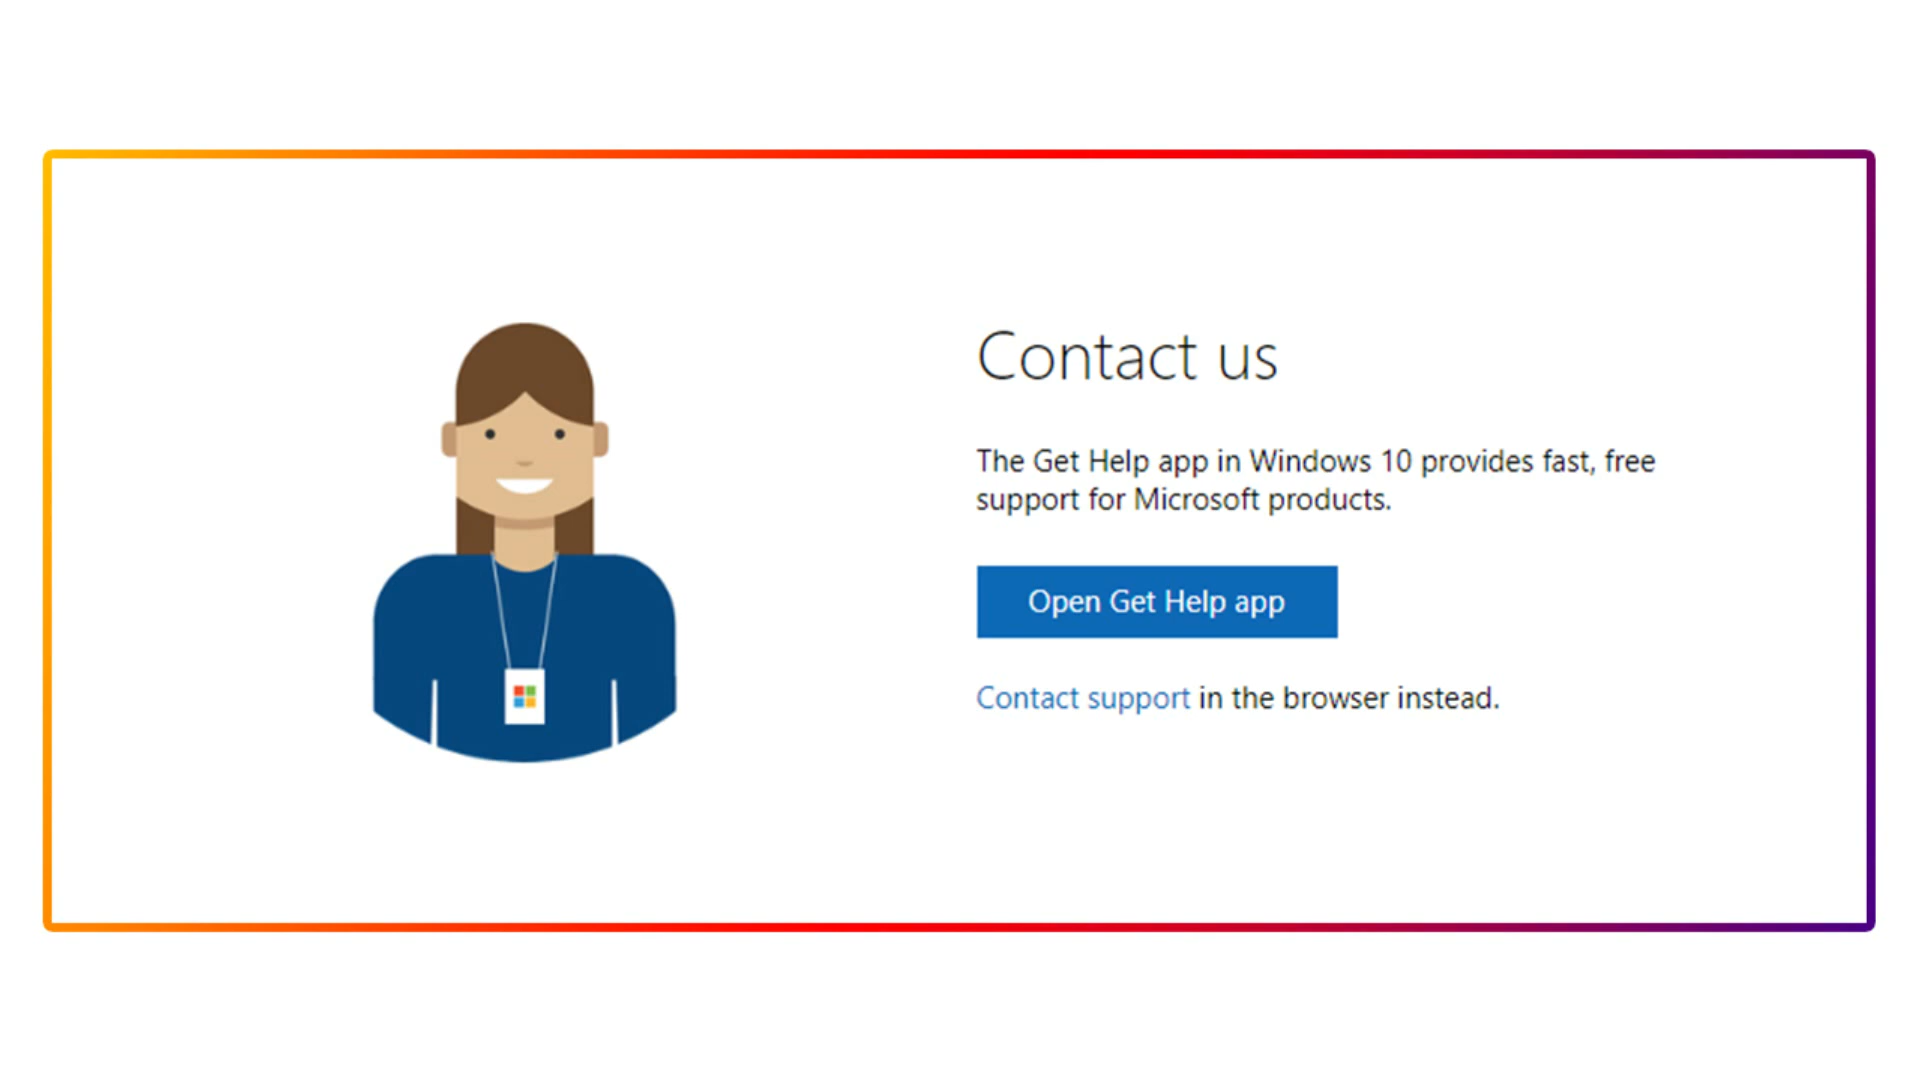 Contact us
The Get Help app in Windows 10 provides fast, free
support for Microsoft products.
Open Get Help app
Contact support in the browser instead.